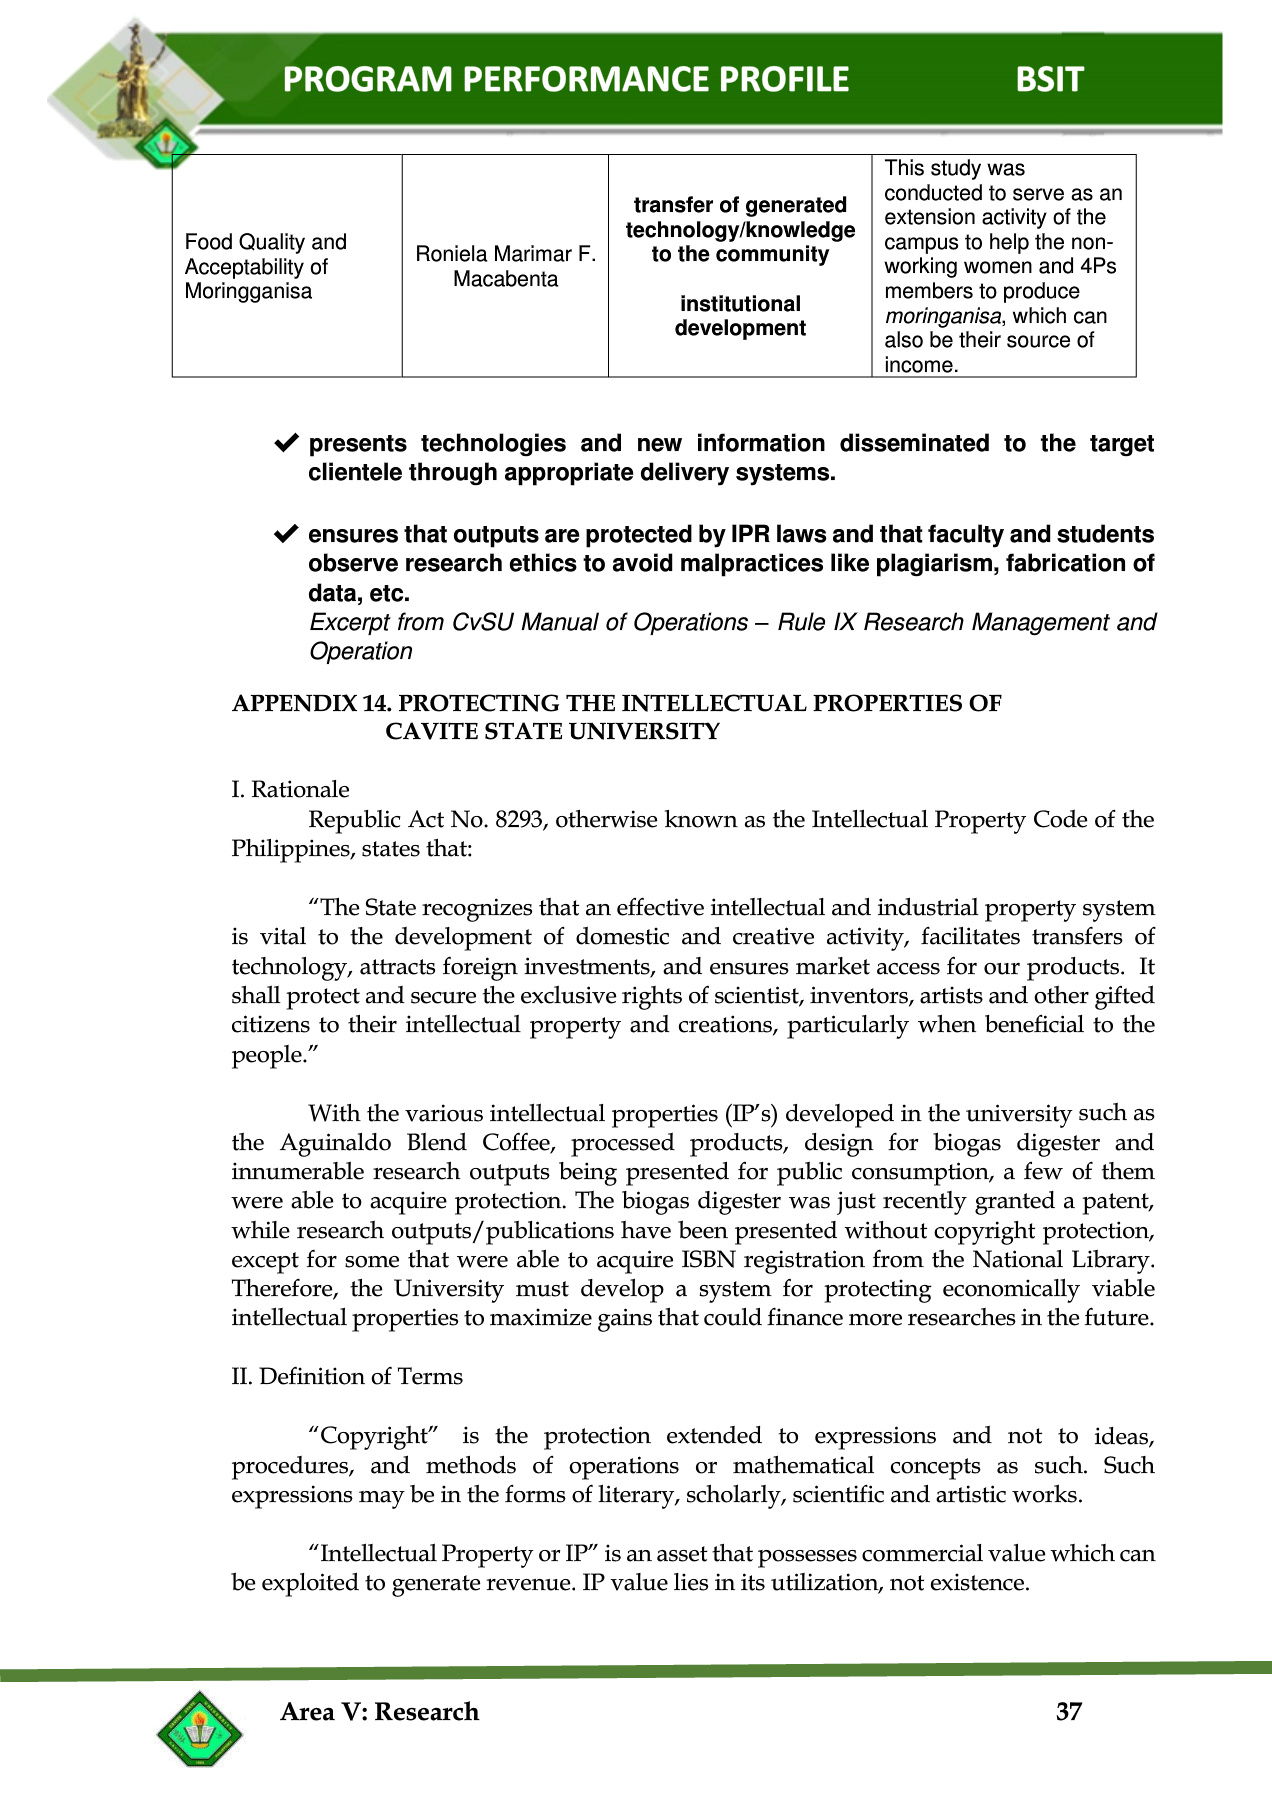 PROGRAM PERFORMANCE PROFILE BSIT
Food Quality and
Acceptability of
Moringganisa
Roniela Marimar F.
Macabenta
transfer of generated
technology/knowledge
to the community
institutional
development
This study was
conducted to serve as an
extension activity of the
campus to help the non-
working women and 4Ps
members to produce
moringanisa, which can
also be their source of
income.
✔ presents technologies and new information disseminated to the target
clientele through appropriate delivery systems.
✔ ensures that outputs are protected by IPR laws and that faculty and students
observe research ethics to avoid malpractices like plagiarism, fabrication of
data, etc.
Excerpt from CvSU Manual of Operations – Rule IX Research Management and
Operation
APPENDIX 14. PROTECTING THE INTELLECTUAL PROPERTIES OF
CAVITE STATE UNIVERSITY
I. Rationale
Republic Act No. 8293, otherwise known as the Intellectual Property Code of the
Philippines, states that:
“The State recognizes that an effective intellectual and industrial property system
is vital to the development of domestic and creative activity, facilitates transfers of
technology, attracts foreign investments, and ensures market access for our products. It
shall protect and secure the exclusive rights of scientist, inventors, artists and other gifted
citizens to their intellectual property and creations, particularly when beneficial to the
people.”
With the various intellectual properties (IP’s) developed in the university such as
the Aguinaldo Blend Coffee, processed products, design for biogas digester and
innumerable research outputs being presented for public consumption, a few of them
were able to acquire protection. The biogas digester was just recently granted a patent,
while research outputs/publications have been presented without copyright protection,
except for some that were able to acquire ISBN registration from the National Library.
Therefore, the University must develop a system for protecting economically viable
intellectual properties to maximize gains that could finance more researches in the future.
II. Definition of Terms
“Copyright” is the protection extended to expressions and not to ideas,
procedures, and methods of operations or mathematical concepts as such. Such
expressions may be in the forms of literary, scholarly, scientific and artistic works.
“Intellectual Property or IP” is an asset that possesses commercial value which can
be exploited to generate revenue. IP value lies in its utilization, not existence.
Area V: Research 37